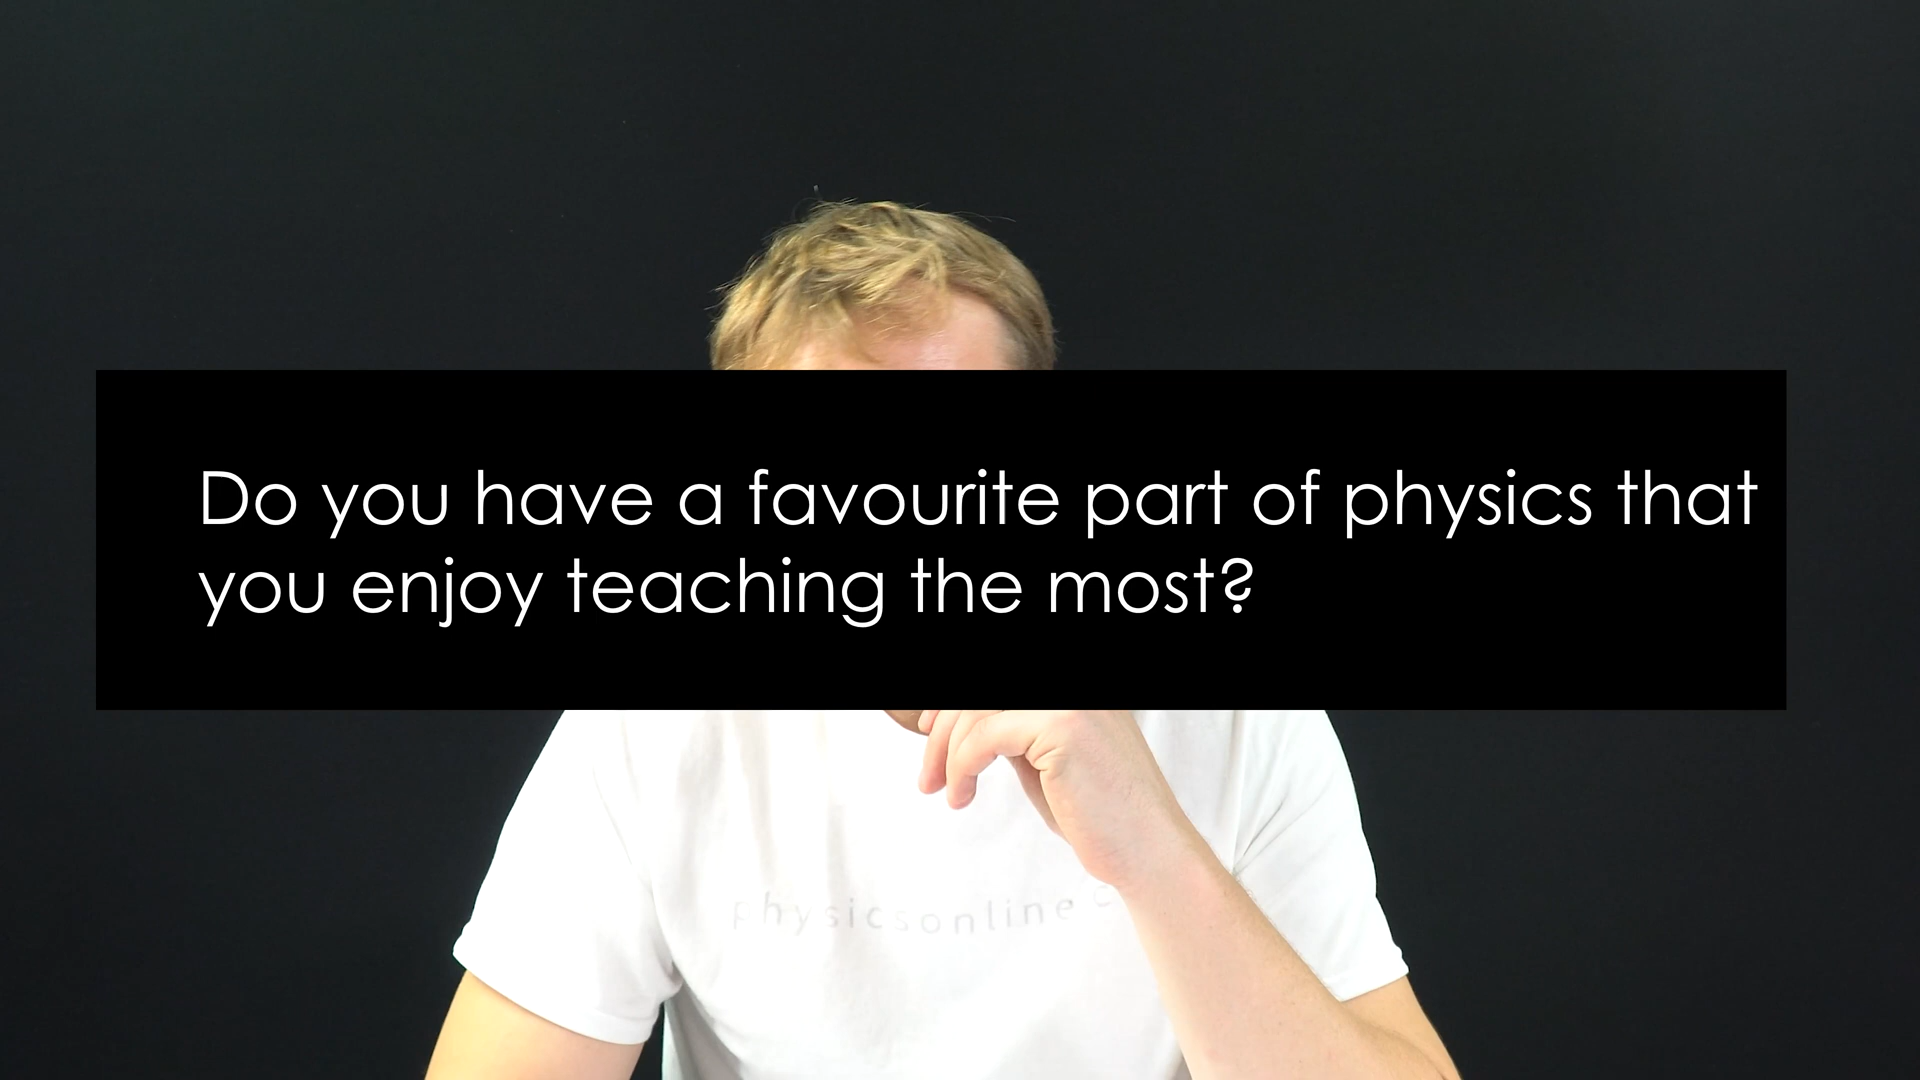 Do you have a favourite part of physics that
you enjoy teaching the most?
physicsonline